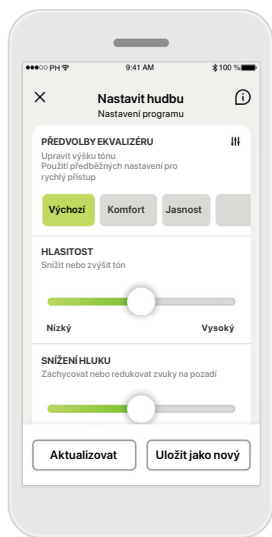 ●●●○○ PH 9:41 AM 100 %
Nastavit hudbu
Nastavení programu
PŘEDVOLBY EKVALIZÉRU
Upravit výšku tónu
Použití předběžných nastavení pro
rychlý přístup
Výchozí Komfort Jasnost
HLASITOST
Snížit nebo zvýšit tón
Nízký Vysoký
SNÍŽENÍ HLUKU
Zachycovat nebo redukovat zvuky na pozadí
Aktualizovat Uložit jako nový